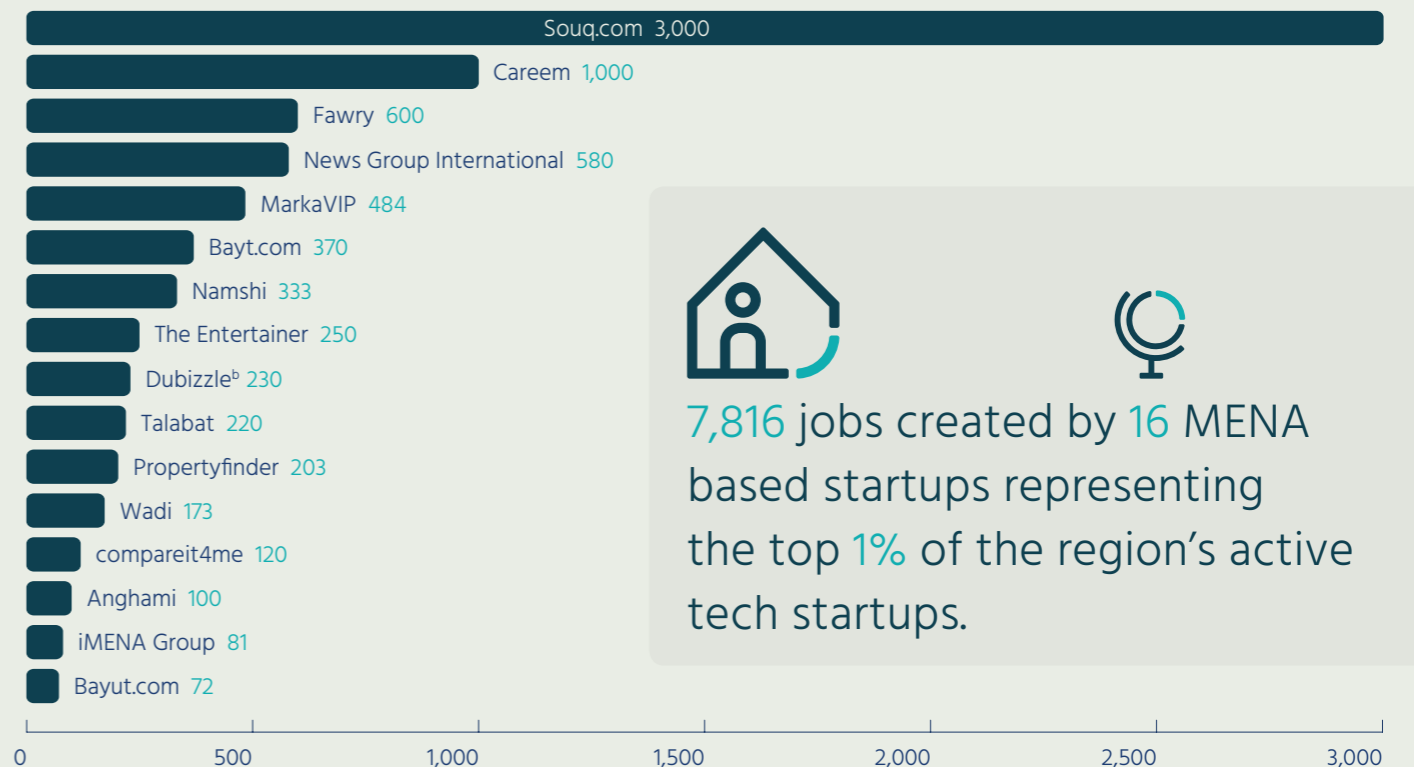 Souq.com 3,000
Careem 1,000
Fawry 600
News Group International 580
MarkaVIP 484
Bayt.com 370
Namshi 333
The Entertainer 250
Dubizzleᵇ 230
Talabat 220
Propertyfinder 203
Wadi 173
compareit4me 120
Anghami 100
iMENA Group 81
Bayut.com 72
7,816 jobs created by 16 MENA
based startups representing
the top 1% of the region’s active
tech startups.
0 500 1,000 1,500 2,000 2,500 3,000